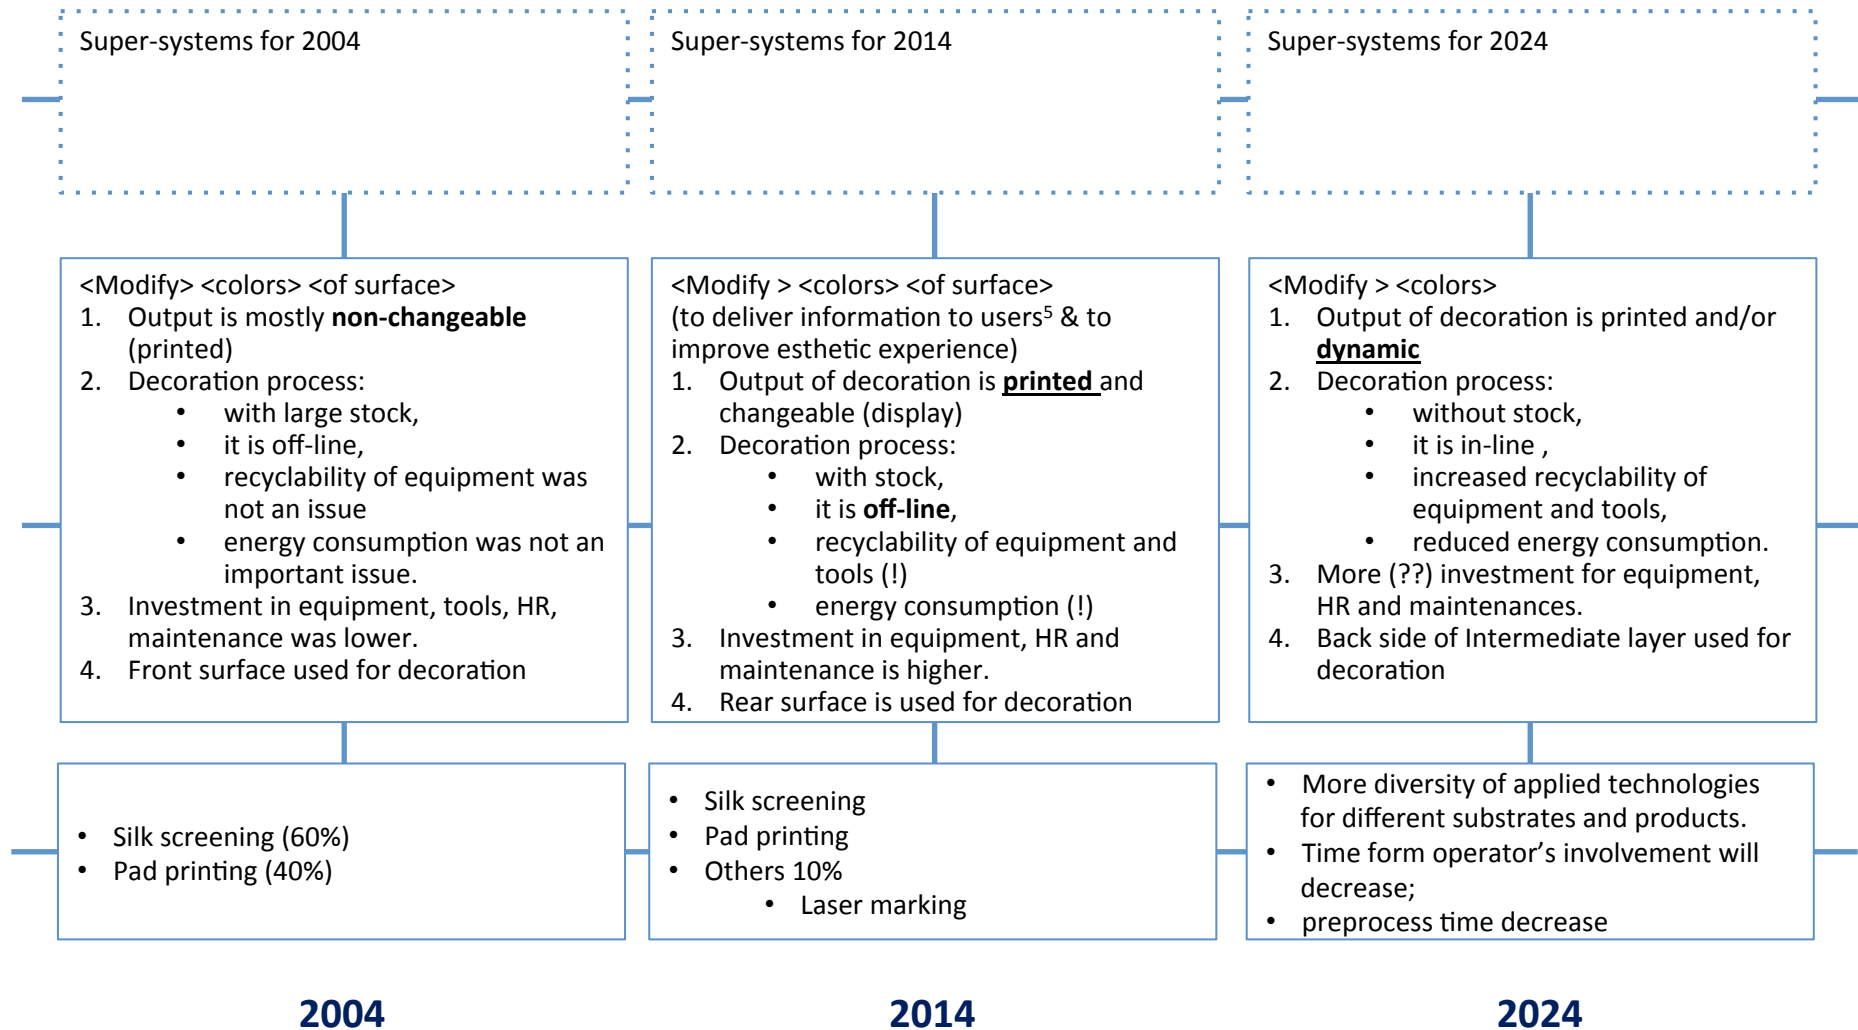 Super-systems for 2004
Super-systems for 2014
Super-systems for 2024
<Modify> <colors> <of surface>
1. Output is mostly non-changeable
(printed)
2. Decoration process:
• with large stock,
• it is off-line,
• recyclability of equipment was
not an issue
• energy consumption was not an
important issue.
3. Investment in equipment, tools, HR,
maintenance was lower.
4. Front surface used for decoration
<Modify > <colors> <of surface>
(to deliver information to users⁵ & to
improve esthetic experience)
1. Output of decoration is printed and
changeable (display)
2. Decoration process:
• with stock,
• it is off-line,
• recyclability of equipment and
tools (!)
• energy consumption (!)
3. Investment in equipment, HR and
maintenance is higher.
4. Rear surface is used for decoration
<Modify > <colors>
1. Output of decoration is printed and/or
dynamic
2. Decoration process:
• without stock,
• it is in-line ,
• increased recyclability of
equipment and tools,
• reduced energy consumption.
3. More (??) investment for equipment,
HR and maintenances.
4. Back side of Intermediate layer used for
decoration
• Silk screening (60%)
• Pad printing (40%)
• Silk screening
• Pad printing
• Others 10%
• Laser marking
• More diversity of applied technologies
for different substrates and products.
• Time form operator's involvement will
decrease;
• preprocess time decrease
2004
2014
2024